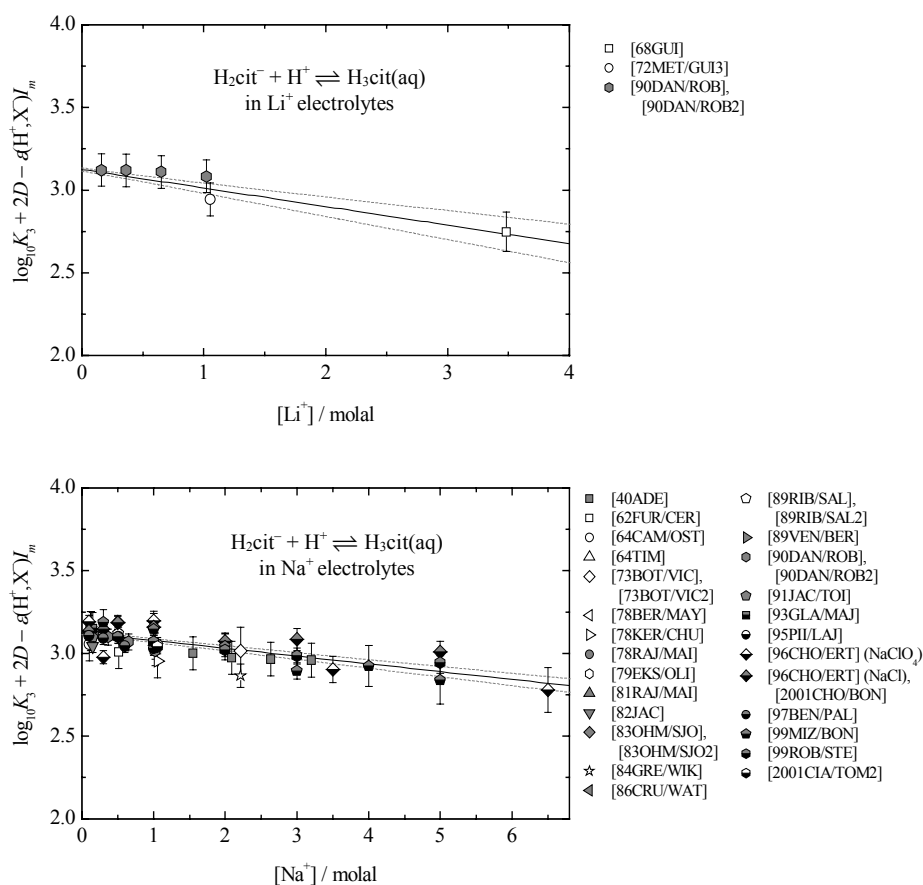 4.0
3.5
3.0
2.5
2.0
log₁₀K₃ + 2D − ε(H⁺,X⁻)Iₘ
H₂cit⁻ + H⁺ ⇌ H₃cit(aq)
in Li⁺ electrolytes
0 1 2 3 4
[Li⁺] / molal
[68GUI]
[72MET/GUI3]
[90DAN/ROB],
[90DAN/ROB2]
4.0
3.5
3.0
2.5
2.0
log₁₀K₃ + 2D − ε(H⁺,X⁻)Iₘ
H₂cit⁻ + H⁺ ⇌ H₃cit(aq)
in Na⁺ electrolytes
0 1 2 3 4 5 6
[Na⁺] / molal
[40ADE]
[62FUR/CER]
[64CAM/OST]
[64TIM]
[73BOT/VIC],
[73BOT/VIC2]
[78BER/MAY]
[78KER/CHU]
[78RAJ/MAI]
[79EKS/OLI]
[81RAJ/MAI]
[82JAC]
[83OHM/SJO],
[83OHM/SJO2]
[84GRE/WIK]
[86CRU/WAT]
[89RIB/SAL],
[89RIB/SAL2]
[89VEN/BER]
[90DAN/ROB],
[90DAN/ROB2]
[91JAC/TOI]
[93GLA/MAJ]
[95PII/LAJ]
[96CHO/ERT] (NaClO₄)
[96CHO/ERT] (NaCl),
[2001CHO/BON]
[97BEN/PAL]
[99MIZ/BON]
[99ROB/STE]
[2001CIA/TOM2]